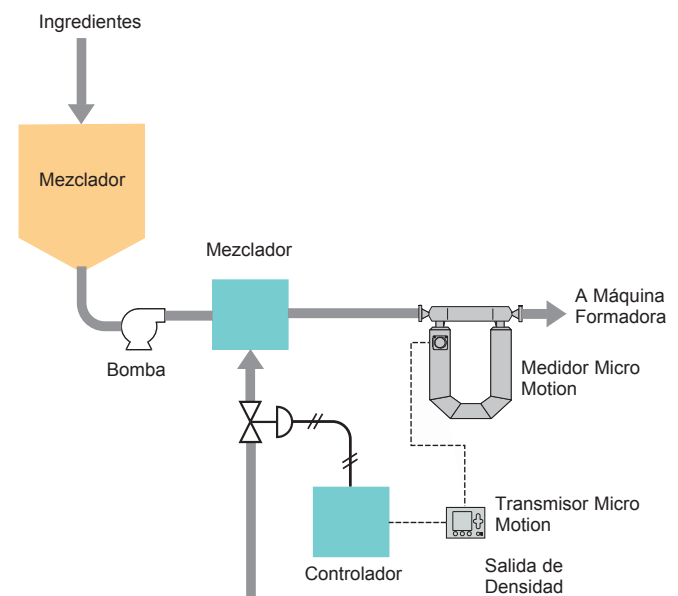 Ingredientes
Mezclador
Mezclador
Bomba
A Máquina
Formadora
Medidor Micro
Motion
Transmisor Micro
Motion
Controlador
Salida de
Densidad